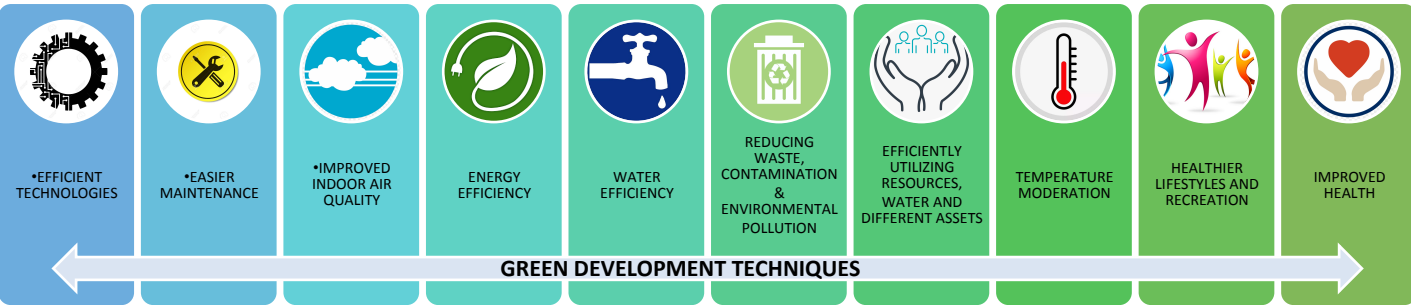 •EFFICIENT
TECHNOLOGIES
•EASIER
MAINTENANCE
•IMPROVED
INDOOR AIR
QUALITY
ENERGY
EFFICIENCY
WATER
EFFICIENCY
REDUCING
WASTE,
CONTAMINATION
&
ENVIRONMENTAL
POLLUTION
EFFICIENTLY
UTILIZING
RESOURCES,
WATER AND
DIFFERENT ASSETS
TEMPERATURE
MODERATION
HEALTHIER
LIFESTYLES AND
RECREATION
IMPROVED
HEALTH
GREEN DEVELOPMENT TECHNIQUES